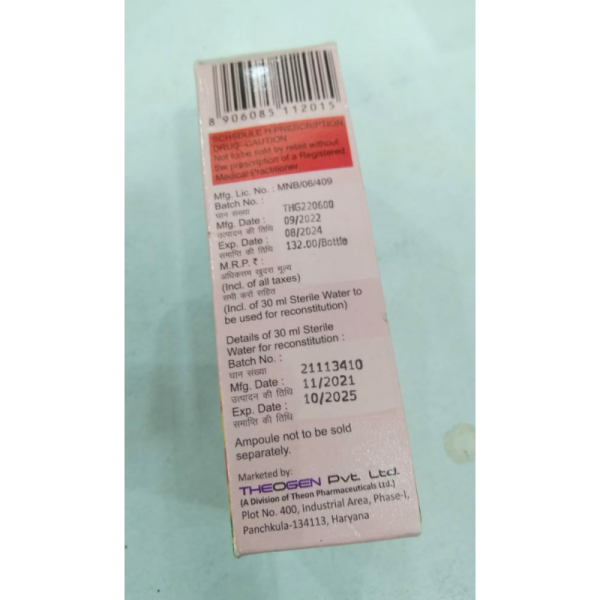 8 906085 112015
SCHEDULE H PRESCRIPTION
DRUG- CAUTION
Not to be sold by retail without
the prescription of a Registered
Medical Practitioner
Mfg. Lic. No. : MNB/06/409
Batch No. : THG220600
घान संख्या
Mfg. Date : 09/2022
उत्पादन की तिथि
Exp. Date : 08/2024
समाप्ति की तिथि
M.R.P. ₹ : 132.00/Bottle
अधिकतम खुदरा मूल्य
(Incl. of all taxes)
सभी करों सहित
(Incl. of 30 ml Sterile Water to
be used for reconstitution)
Details of 30 ml Sterile
Water for reconstitution :
Batch No. : 21113410
घान संख्या
Mfg. Date : 11/2021
उत्पादन की तिथि
Exp. Date : 10/2025
समाप्ति की तिथि
Ampoule not to be sold
separately.
Marketed by:
THEOGEN Pvt. Ltd.
(A Division of Theon Pharmaceuticals Ltd.)
Plot No. 400, Industrial Area, Phase-I,
Panchkula-134113, Haryana